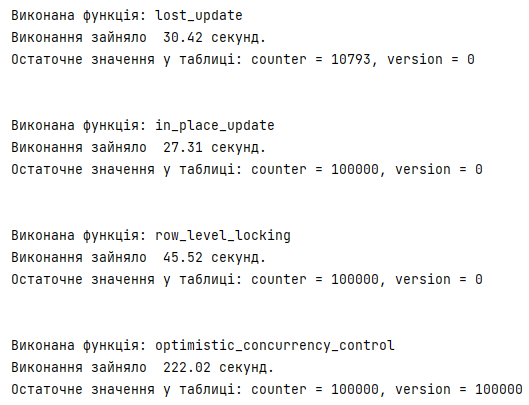 Виконана функція: lost_update
Виконання зайняло  30.42 секунд.
Остаточне значення у таблиці: counter = 10793, version = 0
Виконана функція: in_place_update
Виконання зайняло  27.31 секунд.
Остаточне значення у таблиці: counter = 100000, version = 0
Виконана функція: row_level_locking
Виконання зайняло  45.52 секунд.
Остаточне значення у таблиці: counter = 100000, version = 0
Виконана функція: optimistic_concurrency_control
Виконання зайняло  222.02 секунд.
Остаточне значення у таблиці: counter = 100000, version = 100000